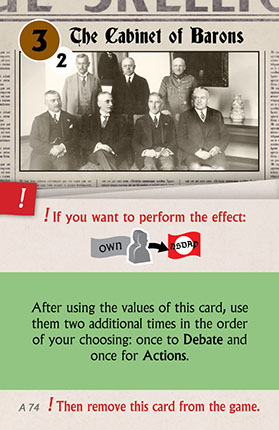 3
2
The Cabinet of Barons
!
! If you want to perform the effect:
OWN
NSDAP
After using the values of this card, use
them two additional times in the order
of your choosing: once to Debate and
once for Actions.
A 74 ! Then remove this card from the game.